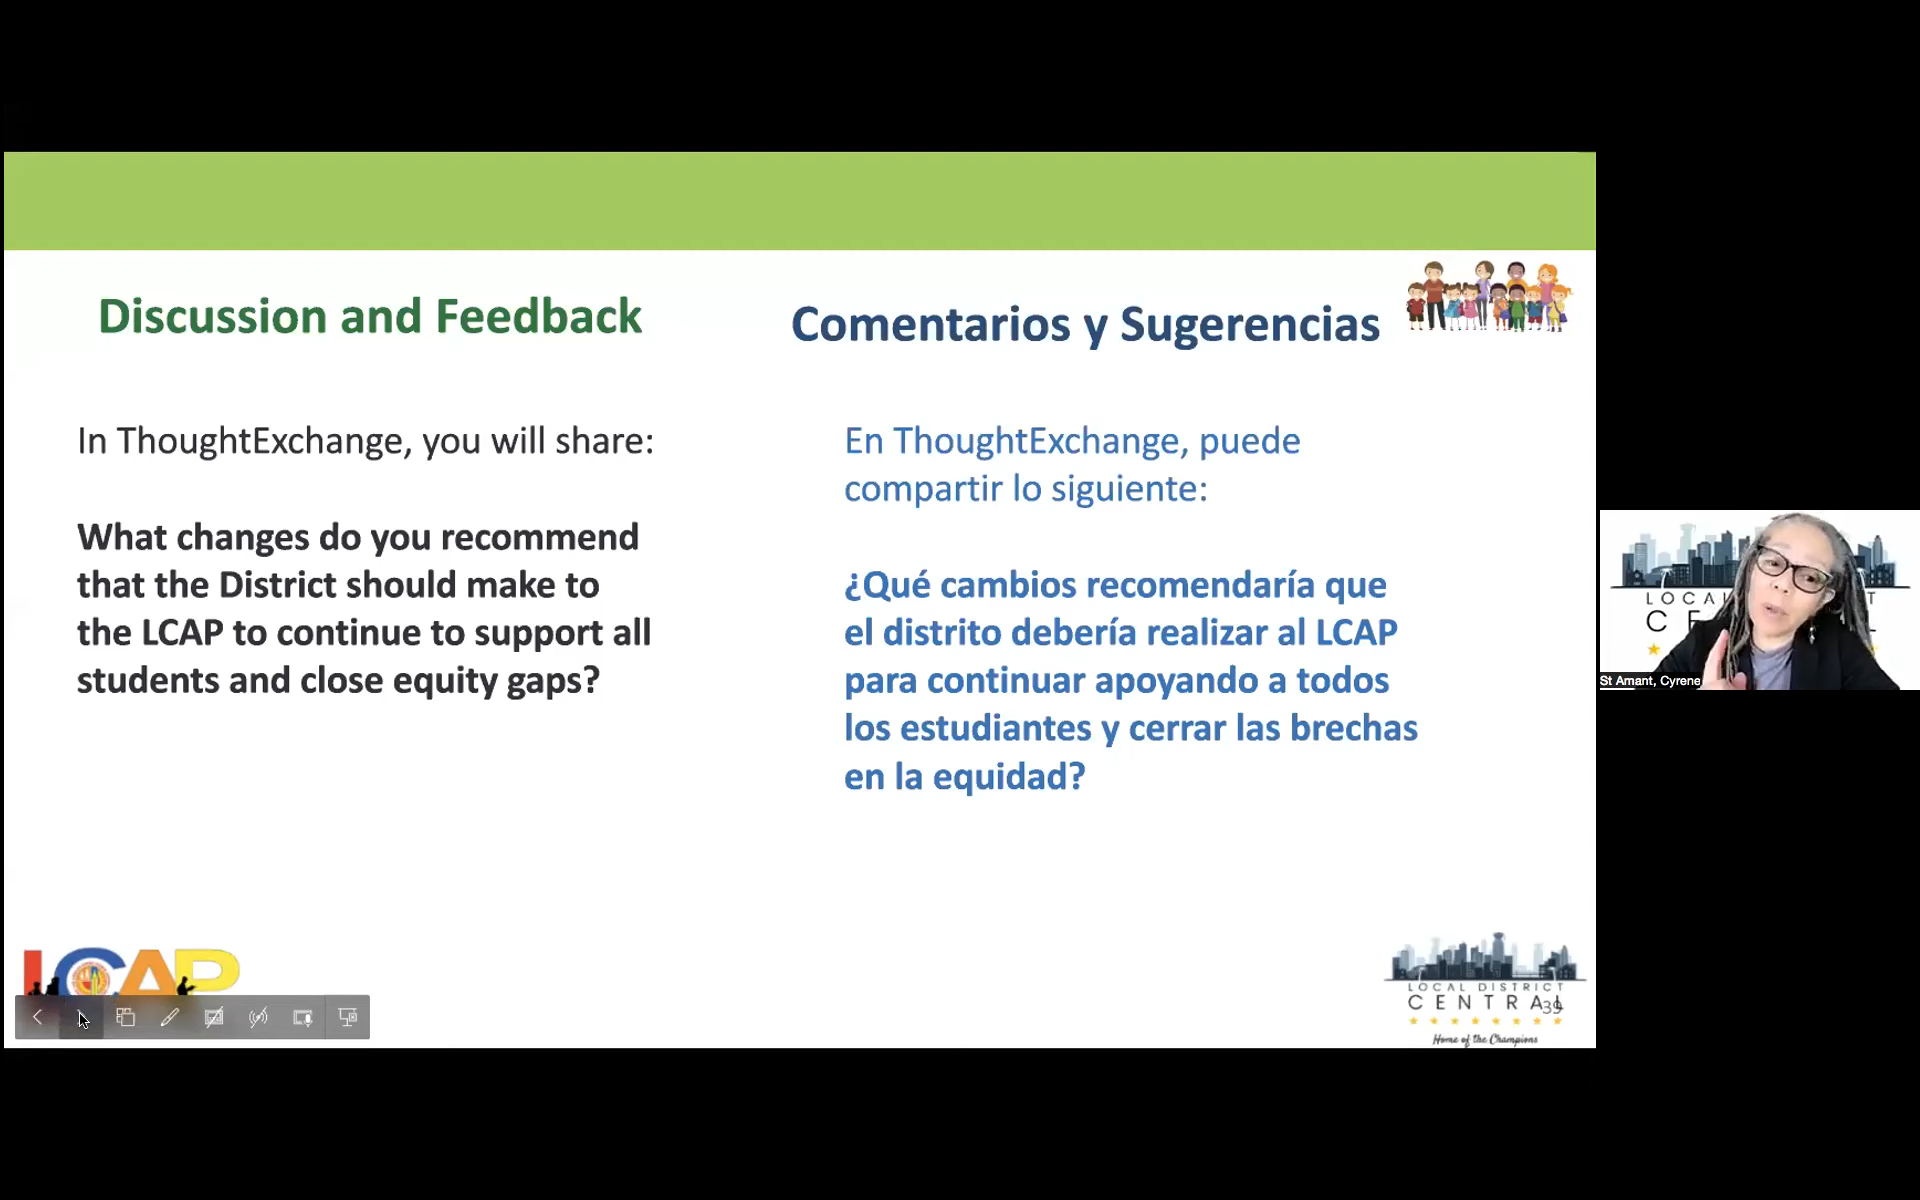 Discussion and Feedback
In ThoughtExchange, you will share:
What changes do you recommend
that the District should make to
the LCAP to continue to support all
students and close equity gaps?
Comentarios y Sugerencias
En ThoughtExchange, puede
compartir lo siguiente:
¿Qué cambios recomendaría que
el distrito debería realizar al LCAP
para continuar apoyando a todos
los estudiantes y cerrar las brechas
en la equidad?
LCAP
LOCAL DISTRICT
CENTRAL
39
Home of the Champions
St Amant, Cyrene